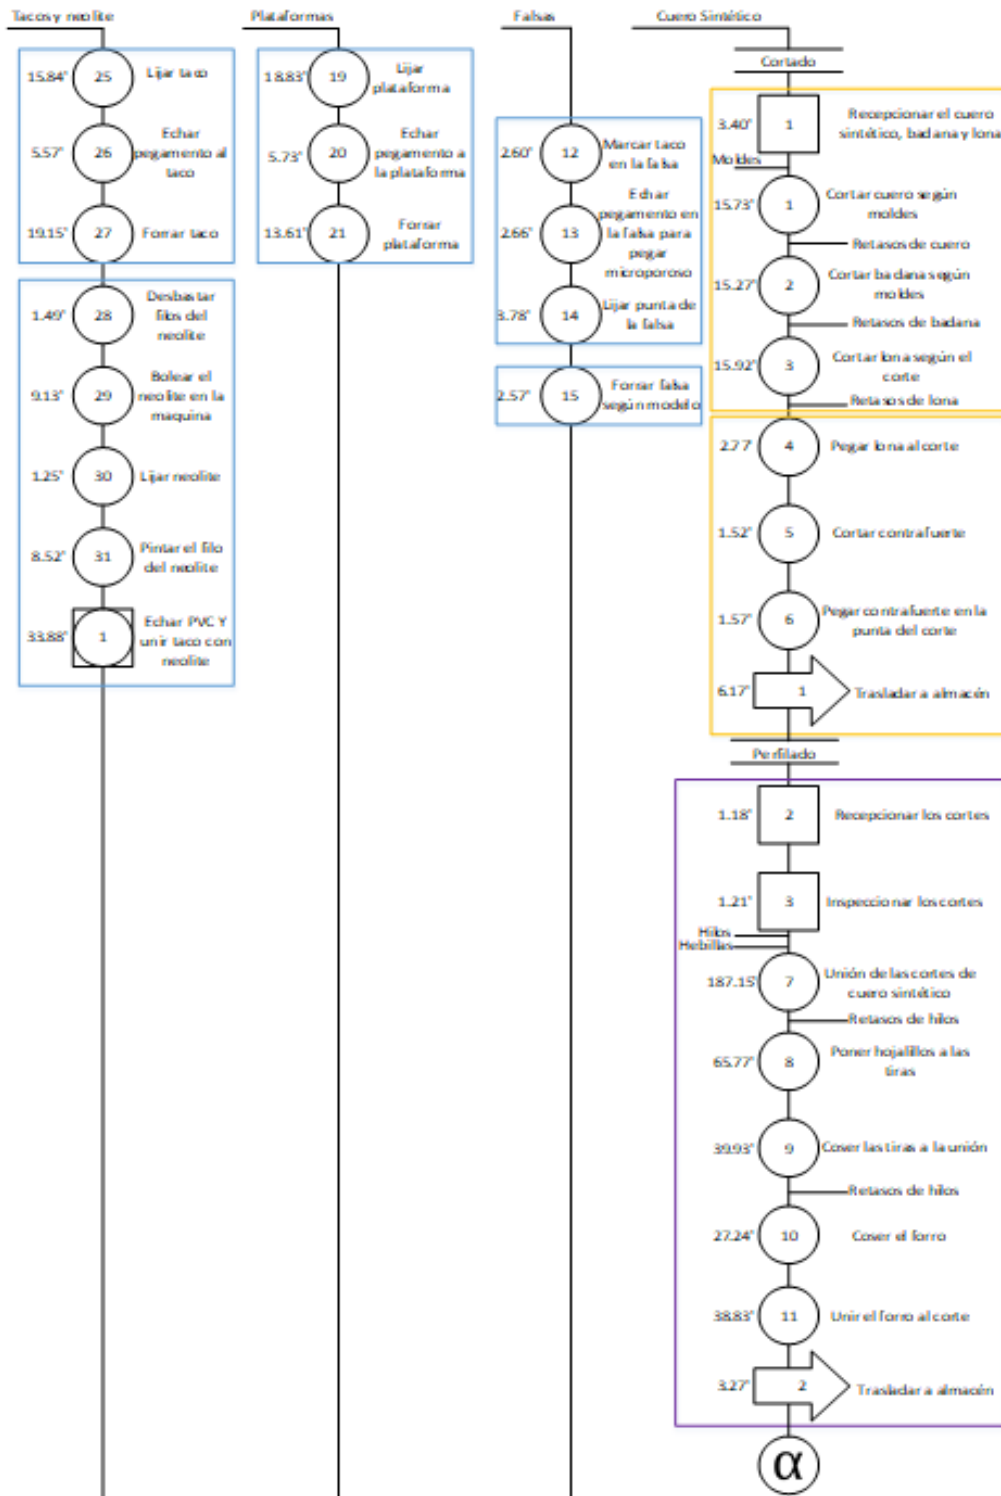 Tacos y neolite
15.84" 25 Lijar taco
5.57" 26 Echar
pegamento al
taco
19.15" 27 Forrar taco
1.49" 28 Desbastar
filos del
neolite
9.13" 29 Bolear el
neolite en la
maquina
1.25" 30 Lijar neolite
8.52" 31 Pintar el filo
del neolite
33.88" 1 Echar PVC Y
unir taco con
neolite
Plataformas
18.83" 19 Lijar
plataforma
5.73" 20 Echar
pegamento a
la plataforma
13.61" 21 Forrar
plataforma
Falsas
2.60" 12 Marcar taco
en la falsa
2.66" 13 Echar
pegamento en
la falsa para
pegar
microporoso
3.78" 14 Lijar punta de
la falsa
2.57" 15 Forrar falsa
según modelo
Cuero Sintético
Cortado
3.40" 1 Recepcionar el cuero
sintético, badana y lona
Moldes
15.73" 1 Cortar cuero según
moldes
Retasos de cuero
15.27" 2 Cortar badana según
moldes
Retasos de badana
15.92" 3 Cortar lona según el
corte
Retasos de lona
2.77" 4 Pegar lona al corte
1.52" 5 Cortar contrafuerte
1.57" 6 Pegar contrafuerte en la
punta del corte
6.17" 1 Trasladar a almacén
Perfilado
1.18" 2 Recepcionar los cortes
1.21" 3 Inspeccionar los cortes
Hilos
Hebillas
187.15" 7 Unión de las cortes de
cuero sintético
Retasos de hilos
65.77" 8 Poner hojalillos a las
tiras
39.93" 9 Coser las tiras a la unión
Retasos de hilos
27.24" 10 Coser el forro
38.83" 11 Unir el forro al corte
3.27" 2 Trasladar a almacén
α